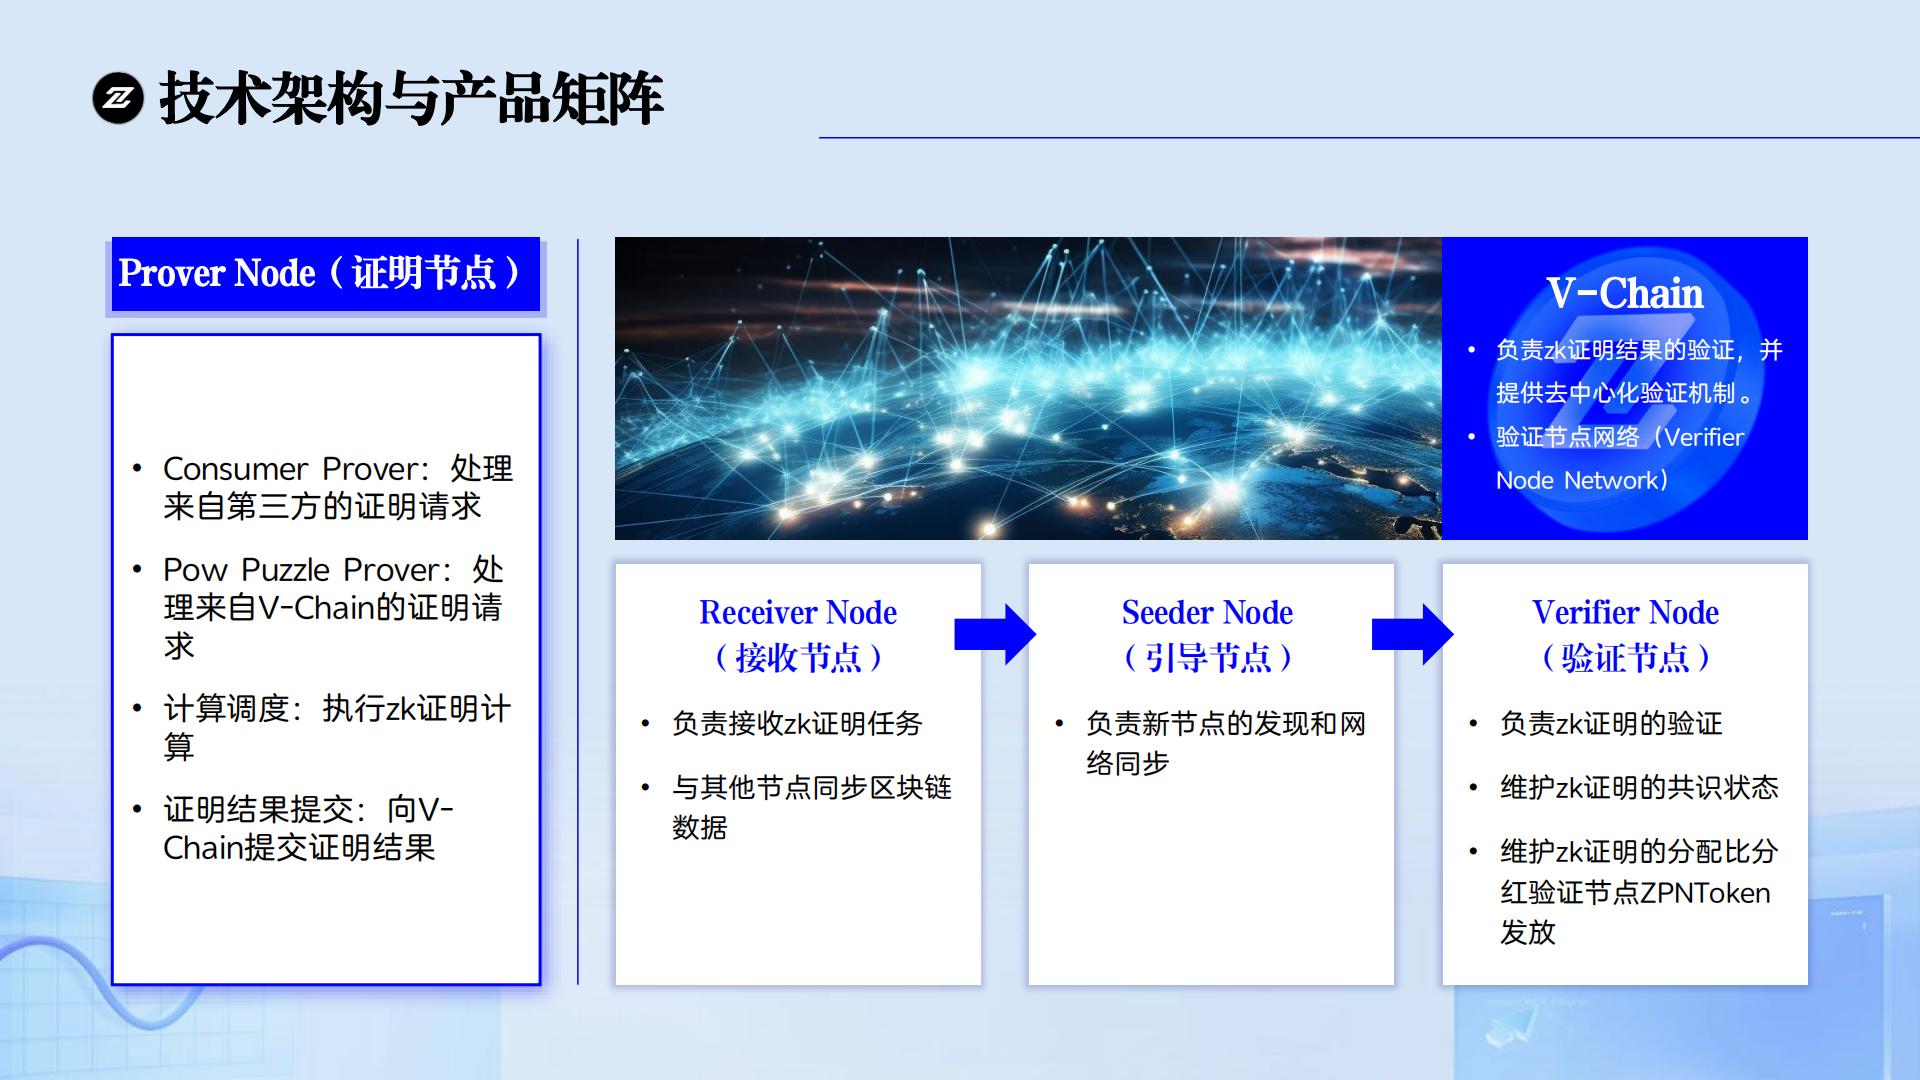 技术架构与产品矩阵
Prover Node（证明节点）
• Consumer Prover：处理
来自第三方的证明请求
• Pow Puzzle Prover：处
理来自V-Chain的证明请
求
• 计算调度：执行zk证明计
算
• 证明结果提交：向V-
Chain提交证明结果
V-Chain
• 负责zk证明结果的验证，并
提供去中心化验证机制。
• 验证节点网络（Verifier
Node Network）
Receiver Node
（接收节点）
• 负责接收zk证明任务
• 与其他节点同步区块链
数据
Seeder Node
（引导节点）
• 负责新节点的发现和网
络同步
Verifier Node
（验证节点）
• 负责zk证明的验证
• 维护zk证明的共识状态
• 维护zk证明的分配比分
红验证节点ZPNToken
发放